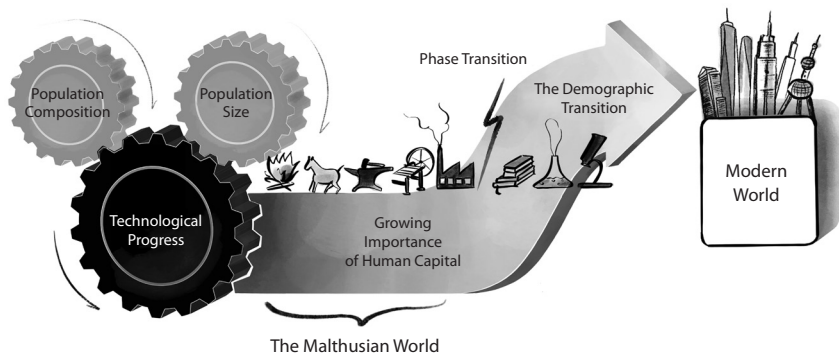 Population
Composition
Population
Size
Technological
Progress
Growing
Importance
of Human Capital
The Malthusian World
Phase Transition
The Demographic
Transition
Modern
World